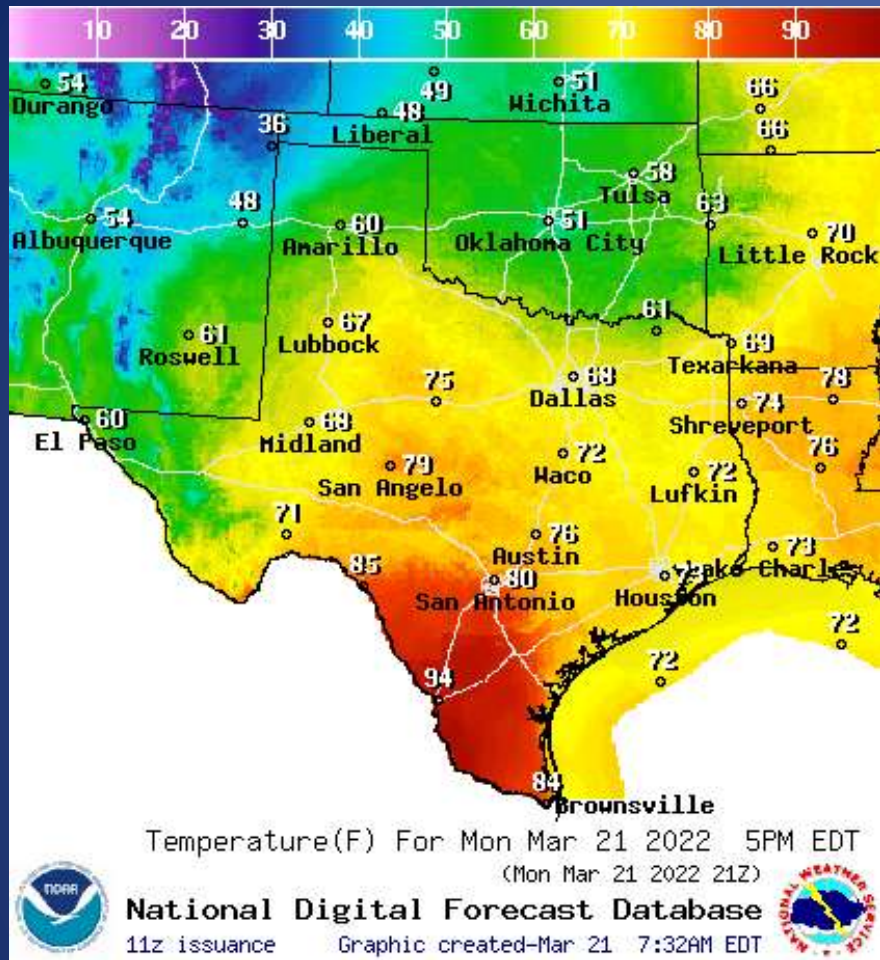 10 20 30 40 50 60 70 80 90
54 49 51 66
Durango Wichita
48
Liberal
36 66
58
Tulsa
54 48 60 51 63 70
Albuquerque Amarillo Oklahoma City Little Rock
61 67 61 69
Roswell Lubbock Texarkana
75 68 74 78
Dallas Shreveport
60 69
El Paso Midland
79 72 72 76
San Angelo Waco Lufkin
71 76 73
Austin Lake Charles
85 80
San Antonio Houston
72
94 72
84
Brownsville
Temperature(F) For Mon Mar 21 2022 5PM EDT
(Mon Mar 21 2022 21Z)
NOAA
National Digital Forecast Database
11z issuance Graphic created-Mar 21 7:32AM EDT
NATIONAL WEATHER SERVICE